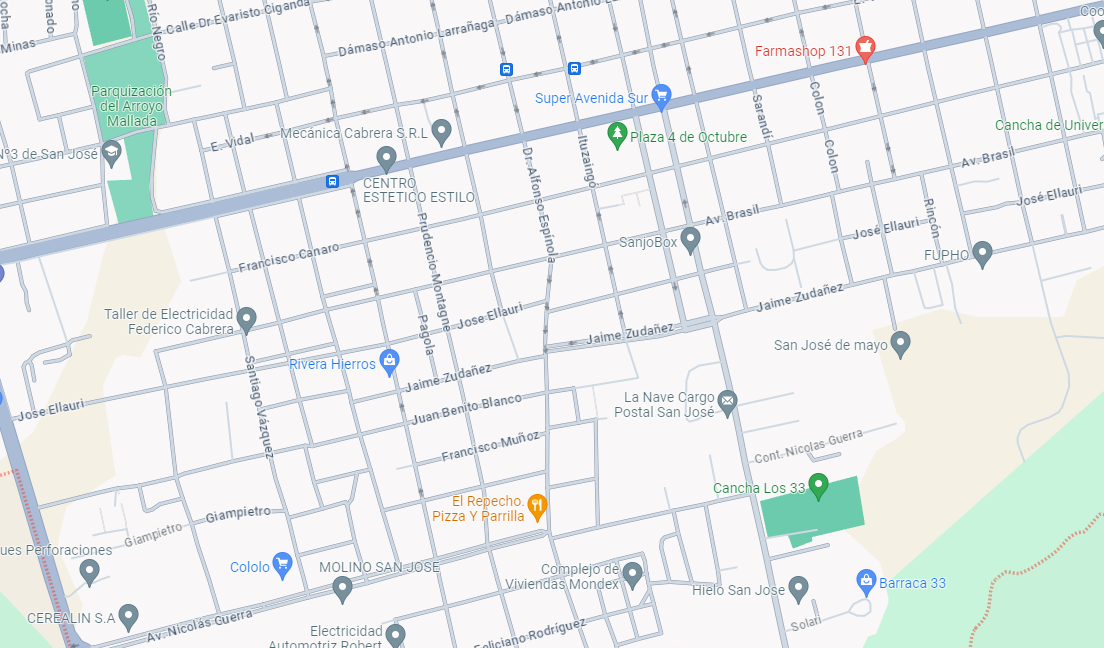 Calle Dr Evaristo Ciganda
Dámaso Antonio L
Minas
Río Negro
Dámaso Antonio Larrañaga
Farmashop 131
Parquización
del Arroyo
Mallada
Super Avenida Sur
Sarandí
Colon
Colon
Plaza 4 de Octubre
Cancha de Univer
E. Vidal
Mecánica Cabrera S.R.L
Nº3 de San José
Dr. Alfonso Espínola
Ituzaingó
Av. Brasil
CENTRO
ESTETICO ESTILO
José Ellauri
Rincón
Av. Brasil
Prudencio Montagne
Pagola
SanjoBox
José Ellauri
FUPHO
Francisco Canaro
Jaime Zudañez
Taller de Electricidad
Federico Cabrera
Jose Ellauri
Jaime Zudañez
San José de mayo
Rivera Hierros
Santiago Vázquez
Jaime Zudañez
Jose Ellauri
Juan Benito Blanco
La Nave Cargo
Postal San José
Francisco Muñoz
Cont. Nicolás Guerra
Cancha Los 33
El Repecho.
Pizza Y Parrilla
Giampietro
Giampietro
ues Perforaciones
Cololo
MOLINO SAN JOSE
Complejo de
Viviendas Mondex
Hielo San Jose
Barraca 33
CEREALIN S.A
Av. Nicolás Guerra
Solari
Electricidad
Automotriz Robert
Feliciano Rodríguez